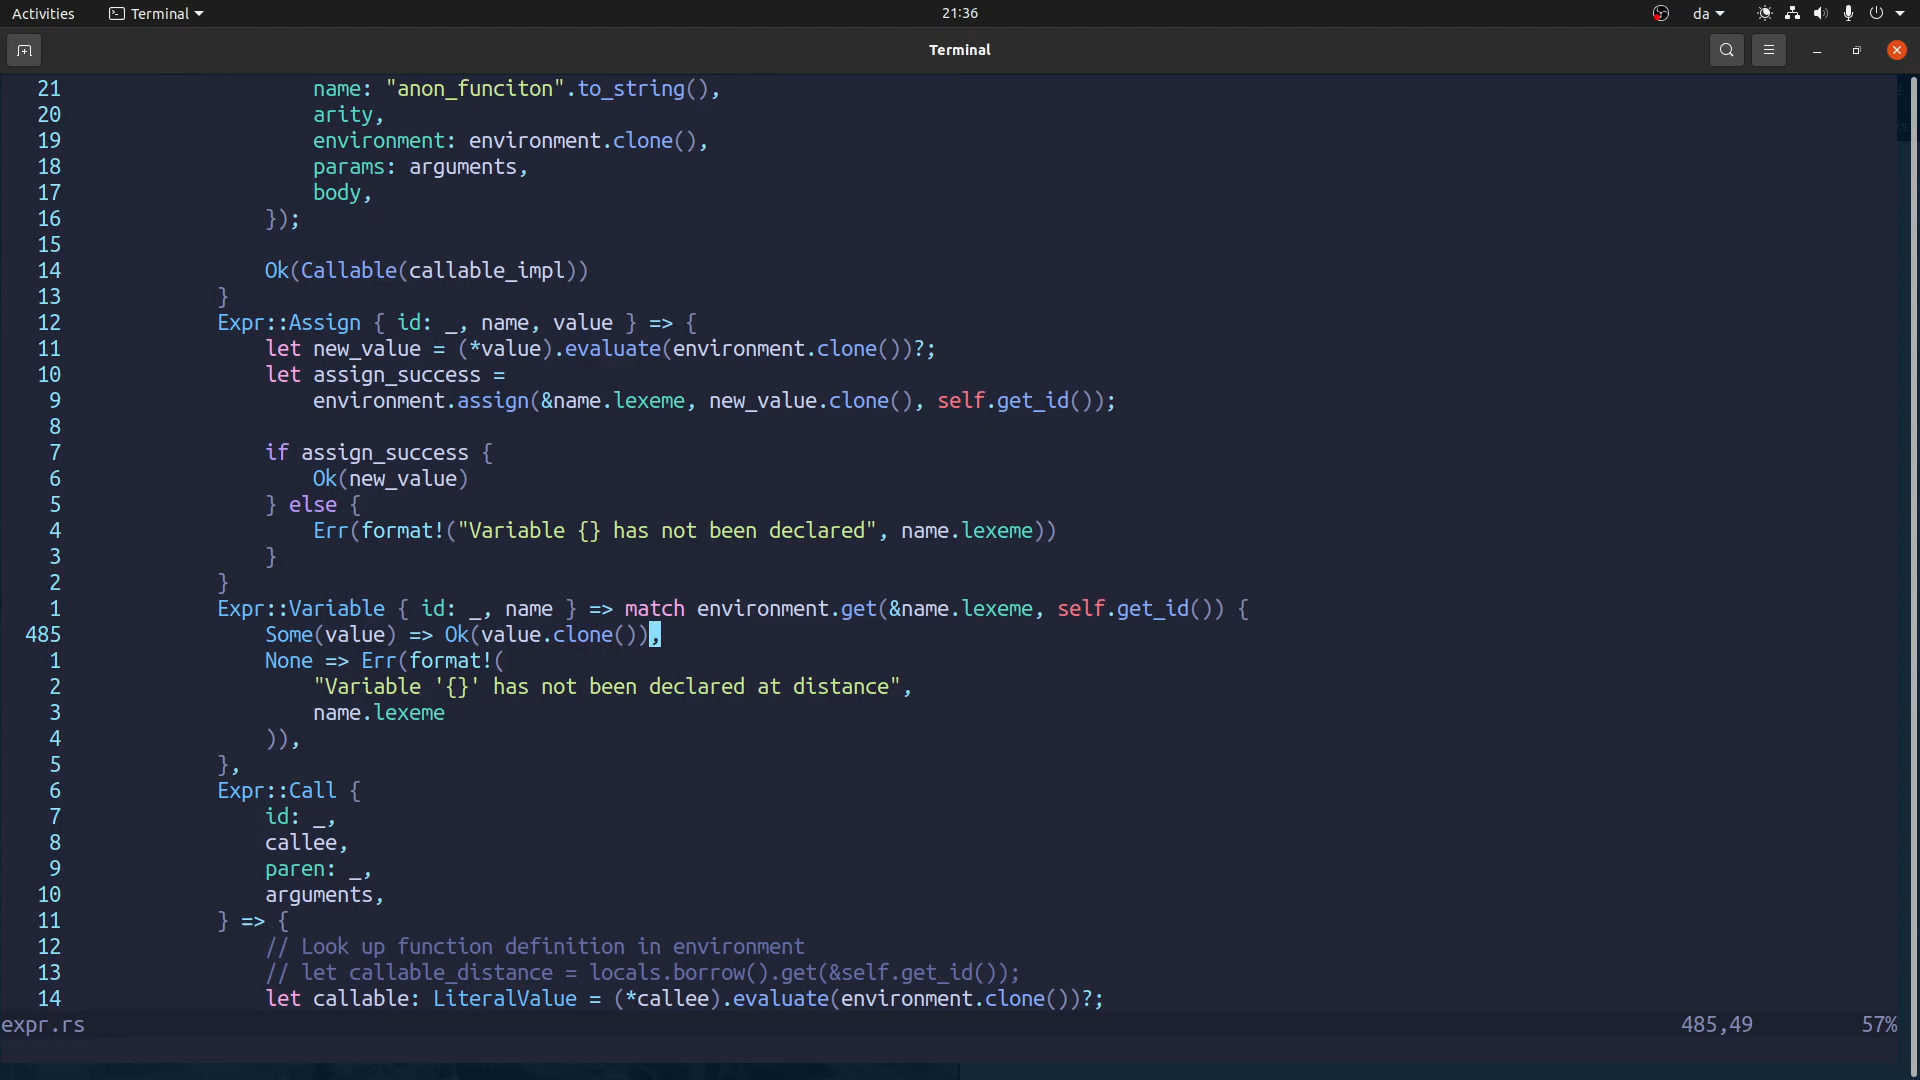 Activities Terminal 21:36 da
Terminal
21 name: "anon_funciton".to_string(),
20 arity,
19 environment: environment.clone(),
18 params: arguments,
17 body,
16 });
15
14 Ok(Callable(callable_impl))
13 }
12 Expr::Assign { id: _, name, value } => {
11 let new_value = (*value).evaluate(environment.clone())?;
10 let assign_success =
9 environment.assign(&name.lexeme, new_value.clone(), self.get_id());
8
7 if assign_success {
6 Ok(new_value)
5 } else {
4 Err(format!("Variable {} has not been declared", name.lexeme))
3 }
2 }
1 Expr::Variable { id: _, name } => match environment.get(&name.lexeme, self.get_id()) {
485 Some(value) => Ok(value.clone()),
1 None => Err(format!(
2 "Variable '{}' has not been declared at distance",
3 name.lexeme
4 )),
5 },
6 Expr::Call {
7 id: _,
8 callee,
9 paren: _,
10 arguments,
11 } => {
12 // Look up function definition in environment
13 // let callable_distance = locals.borrow().get(&self.get_id());
14 let callable: LiteralValue = (*callee).evaluate(environment.clone())?;
expr.rs 485,49 57%